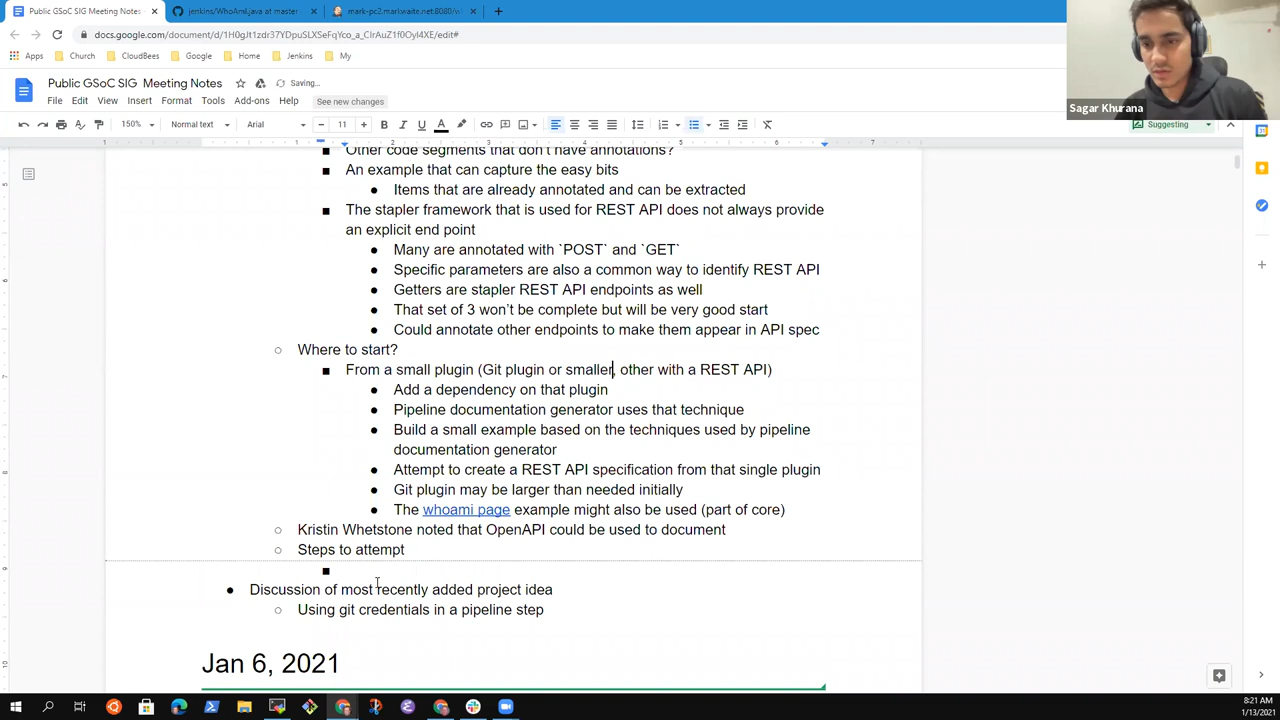 Public GSoC SIG Meeting Notes
jenkins/WhoAmI.java at master
mark-pc2.markwaite.net:8080/w
docs.google.com/document/d/1H0gJt1zdr37YDpuSLXSeFqYco_a_CIrAuZ1f0OyI4XE/edit#
Apps
Church
CloudBees
Google
Home
Jenkins
My
Public GSoC SIG Meeting Notes
Saving...
File Edit View Insert Format Tools Add-ons Help
See new changes
150%
Normal text
Arial
11
Suggesting
Sagar Khurana
Other code segments that don't have annotations?
An example that can capture the easy bits
Items that are already annotated and can be extracted
The stapler framework that is used for REST API does not always provide
an explicit end point
Many are annotated with `POST` and `GET`
Specific parameters are also a common way to identify REST API
Getters are stapler REST API endpoints as well
That set of 3 won't be complete but will be very good start
Could annotate other endpoints to make them appear in API spec
Where to start?
From a small plugin (Git plugin or smaller, other with a REST API)
Add a dependency on that plugin
Pipeline documentation generator uses that technique
Build a small example based on the techniques used by pipeline
documentation generator
Attempt to create a REST API specification from that single plugin
Git plugin may be larger than needed initially
The whoami page example might also be used (part of core)
Kristin Whetstone noted that OpenAPI could be used to document
Steps to attempt
Discussion of most recently added project idea
Using git credentials in a pipeline step
Jan 6, 2021
8:21 AM
1/13/2021